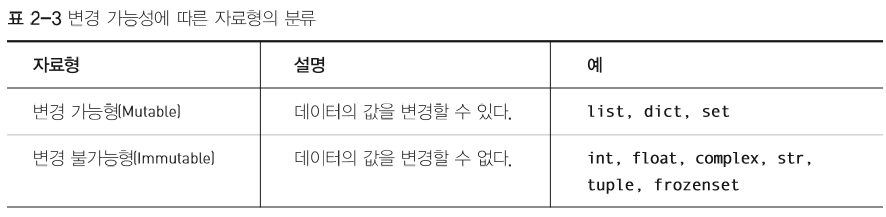 표 2-3 변경 가능성에 따른 자료형의 분류
자료형 설명 예
변경 가능형(Mutable) 데이터의 값을 변경할 수 있다. list, dict, set
변경 불가능형(Immutable) 데이터의 값을 변경할 수 없다. int, float, complex, str,
tuple, frozenset